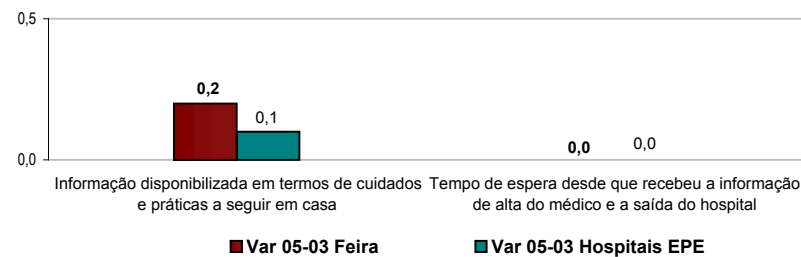 0,5
0,2
0,1
0,0
0,0
0,0
Informação disponibilizada em termos de cuidados
e práticas a seguir em casa
Tempo de espera desde que recebeu a informação
de alta do médico e a saída do hospital
Var 05-03 Feira
Var 05-03 Hospitais EPE